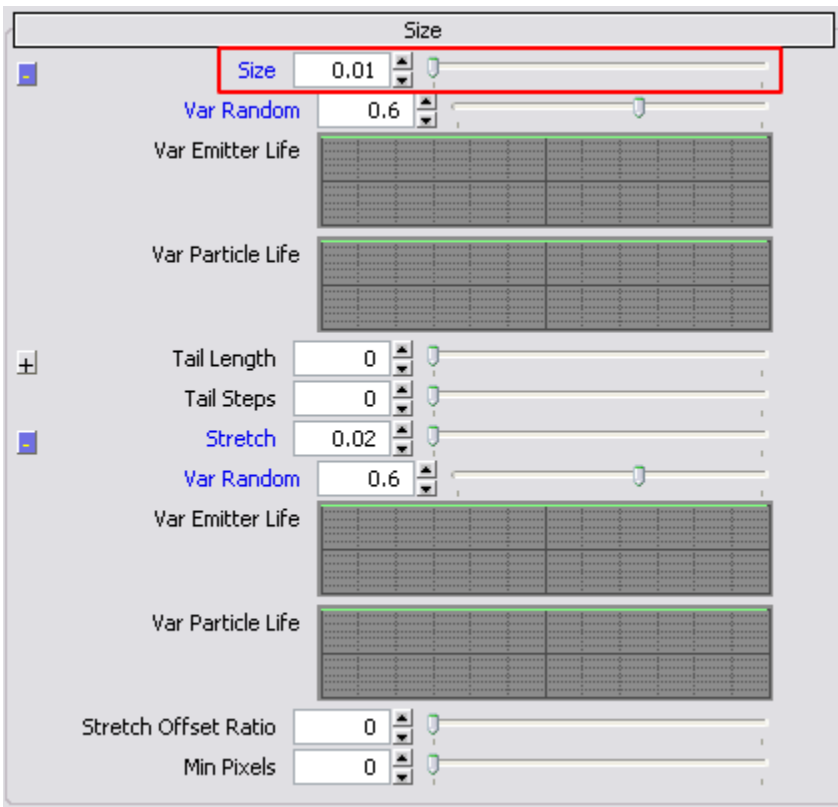 Size
Size 0.01
Var Random 0.6
Var Emitter Life
Var Particle Life
+ Tail Length 0
Tail Steps 0
- Stretch 0.02
Var Random 0.6
Var Emitter Life
Var Particle Life
Stretch Offset Ratio 0
Min Pixels 0